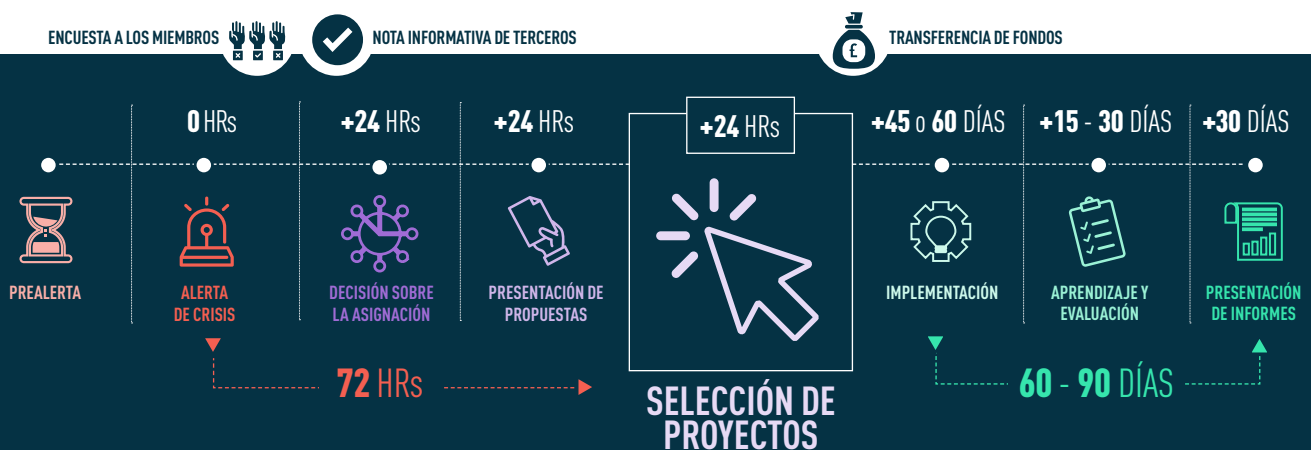 ENCUESTA A LOS MIEMBROS
NOTA INFORMATIVA DE TERCEROS
£
TRANSFERENCIA DE FONDOS
0 HRs
+24 HRs
+24 HRs
+24 HRs
+45 o 60 DÍAS
+15 - 30 DÍAS
+30 DÍAS
PREALERTA
ALERTA
DE CRISIS
DECISIÓN SOBRE
LA ASIGNACIÓN
PRESENTACIÓN DE
PROPUESTAS
IMPLEMENTACIÓN
APRENDIZAJE Y
EVALUACIÓN
PRESENTACIÓN
DE INFORMES
72 HRs
SELECCIÓN DE
PROYECTOS
60 - 90 DÍAS